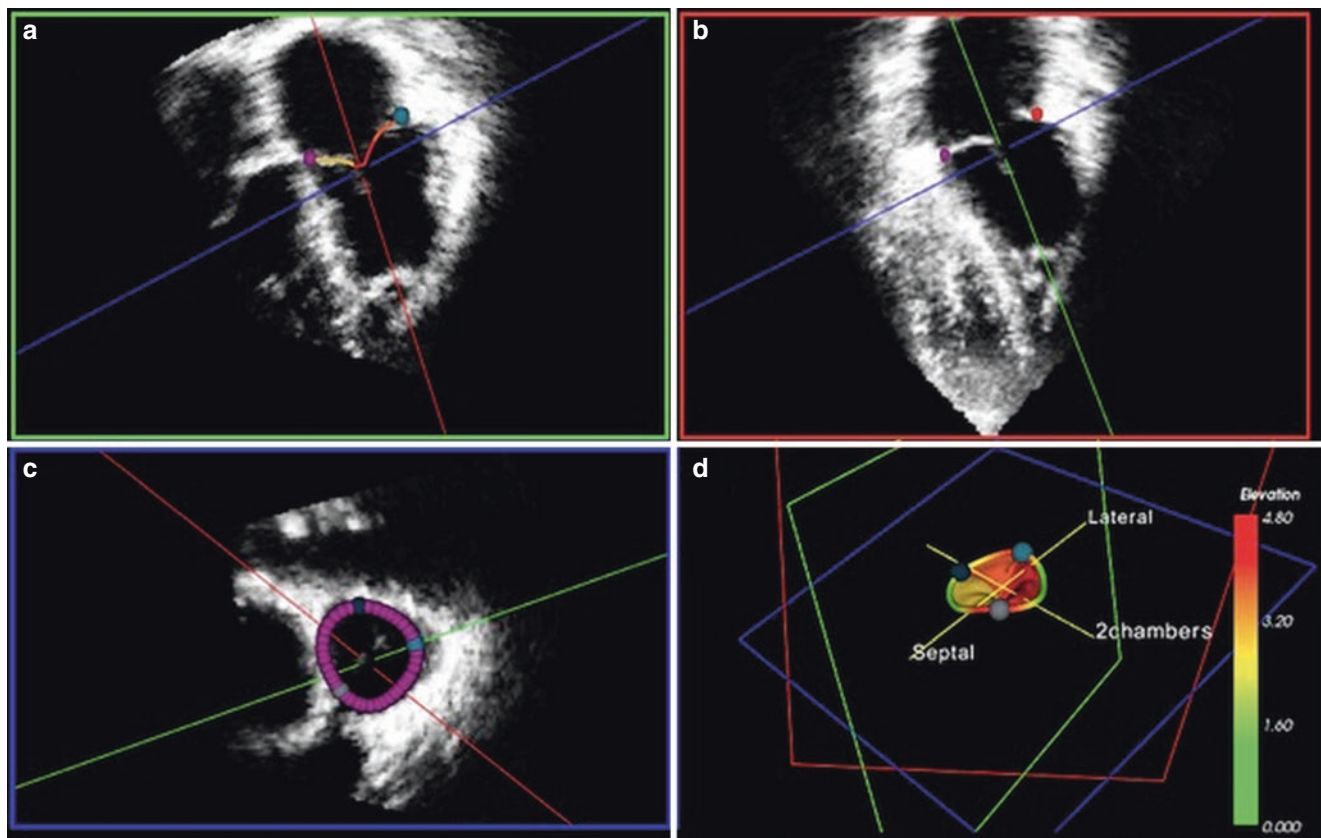 a
b
c
d
Elevation
4.80
Lateral
3.20
2chambers
Septal
1.60
0.000